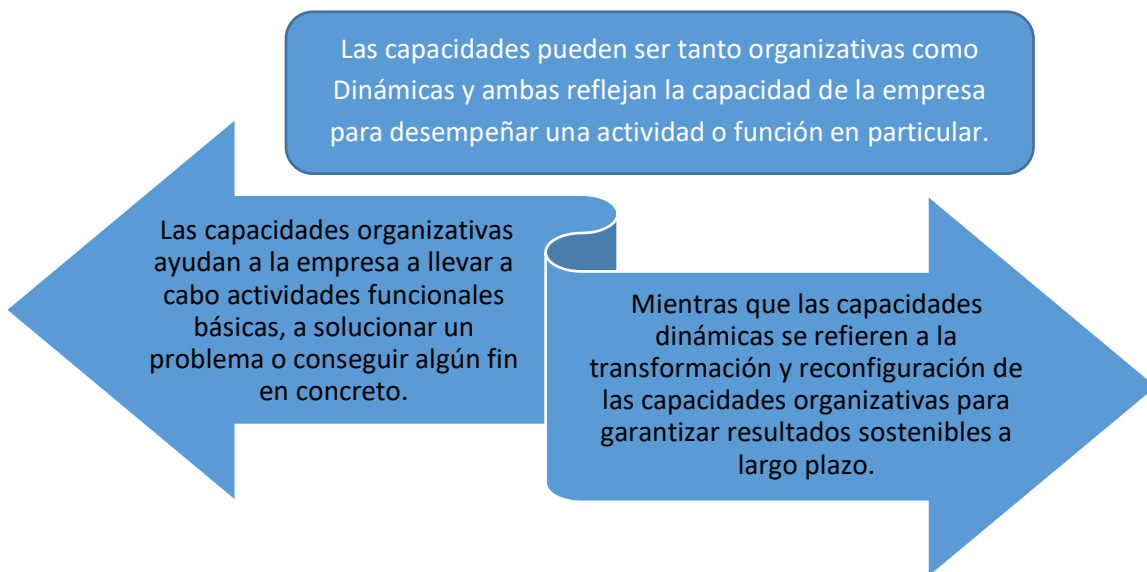 Las capacidades pueden ser tanto organizativas como
Dinámicas y ambas reflejan la capacidad de la empresa
para desempeñar una actividad o función en particular.
Las capacidades organizativas
ayudan a la empresa a llevar a
cabo actividades funcionales
básicas, a solucionar un
problema o conseguir algún fin
en concreto.
Mientras que las capacidades
dinámicas se refieren a la
transformación y reconfiguración de
las capacidades organizativas para
garantizar resultados sostenibles a
largo plazo.